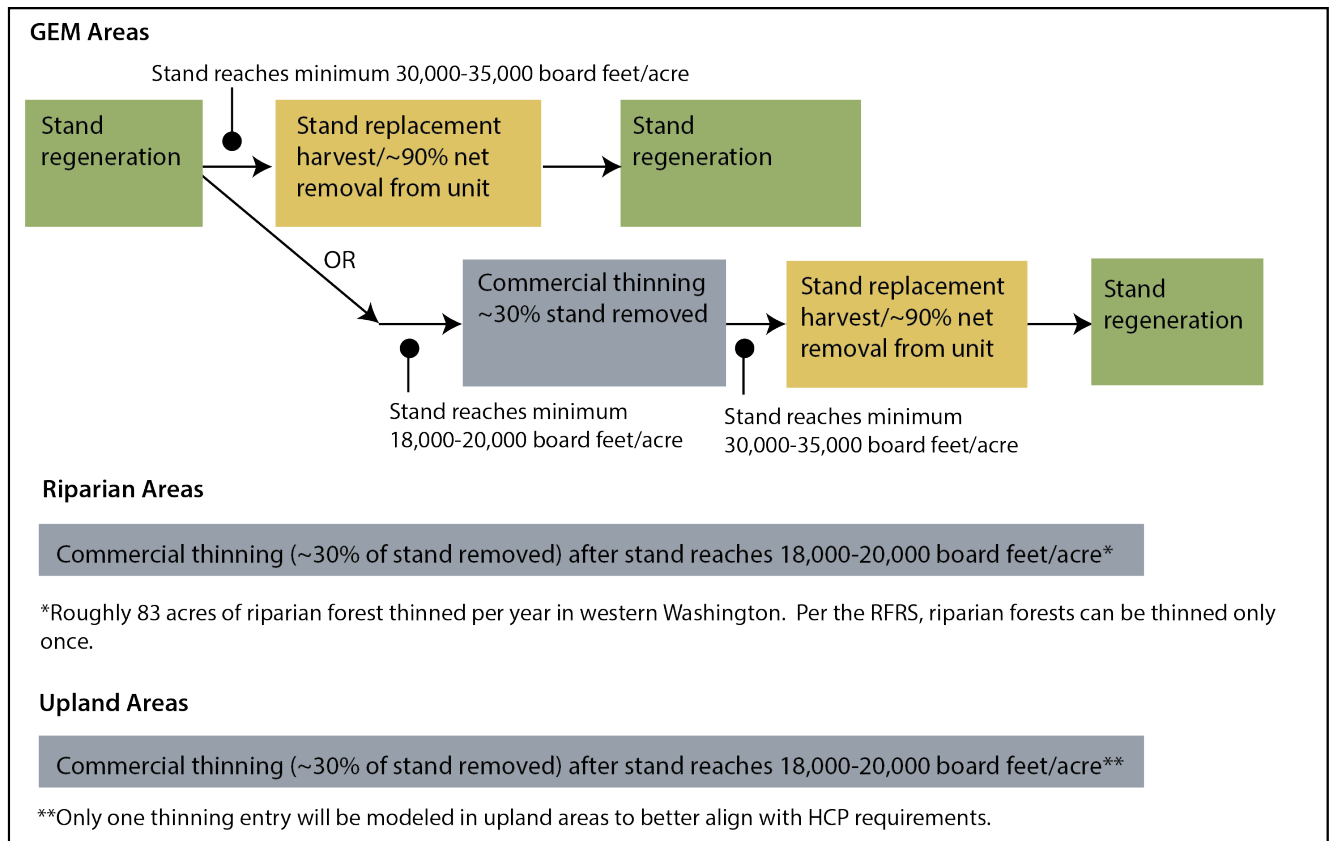 GEM Areas
Stand reaches minimum 30,000-35,000 board feet/acre
Stand
regeneration
Stand replacement
harvest/~90% net
removal from unit
Stand
regeneration
OR
Commercial thinning
~30% stand removed
Stand replacement
harvest/~90% net
removal from unit
Stand
regeneration
Stand reaches minimum
18,000-20,000 board feet/acre
Stand reaches minimum
30,000-35,000 board feet/acre
Riparian Areas
Commercial thinning (~30% of stand removed) after stand reaches 18,000-20,000 board feet/acre*
*Roughly 83 acres of riparian forest thinned per year in western Washington.  Per the RFRS, riparian forests can be thinned only
once.
Upland Areas
Commercial thinning (~30% of stand removed) after stand reaches 18,000-20,000 board feet/acre**
**Only one thinning entry will be modeled in upland areas to better align with HCP requirements.